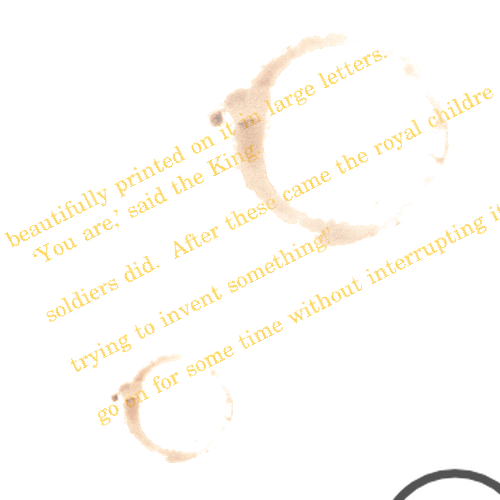 beautifully printed on it in large letters.
‘You are,’ said the King.
soldiers did. After these came the royal childre
trying to invent something!’
go on for some time without interrupting it